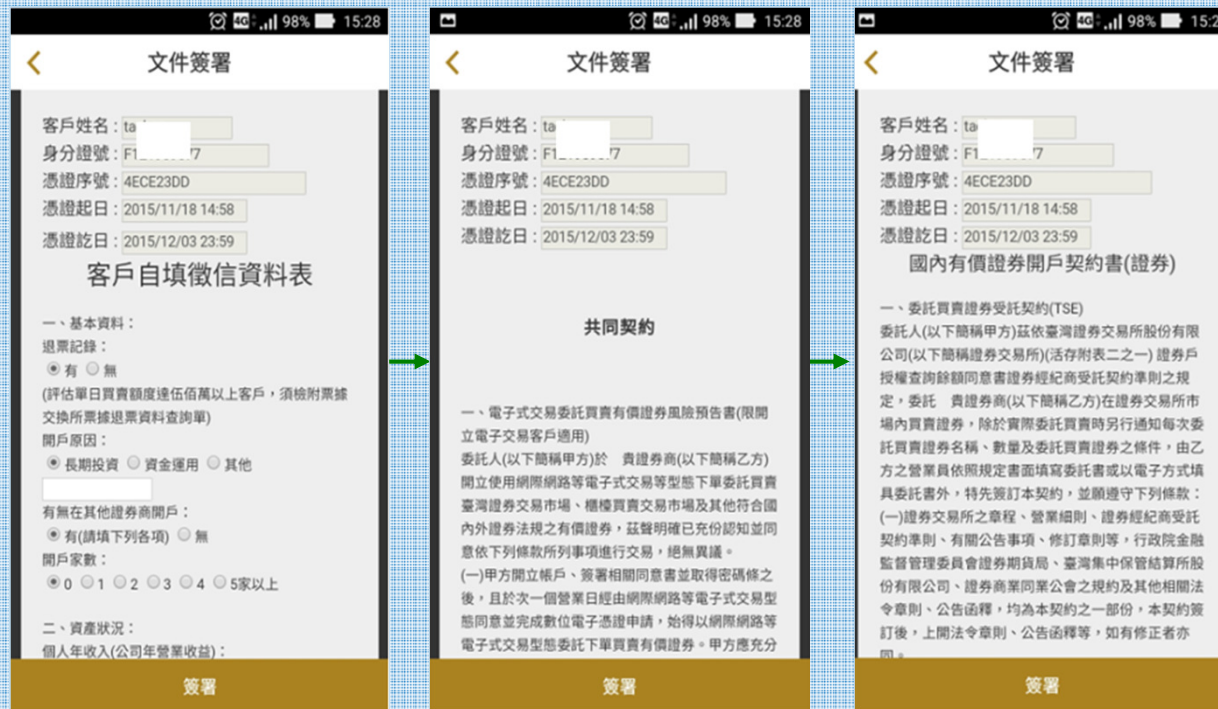 98% 15:28
文件簽署
客戶姓名：ta
身分證號：F1 7
憑證序號：4ECE23DD
憑證起日：2015/11/18 14:58
憑證訖日：2015/12/03 23:59
客戶自填徵信資料表
一、基本資料：
退票記錄：
有 無
(評估單日買賣額度達伍佰萬以上客戶，須檢附票據
交換所票據退票資料查詢單)
開戶原因：
長期投資 資金運用 其他
有無在其他證券商開戶：
有(請填下列各項) 無
開戶家數：
0 1 2 3 4 5家以上
二、資產狀況：
個人年收入(公司年營業收益)：
簽署
4G 98% 15:28
文件簽署
客戶姓名：ta
身分證號：F1 7
憑證序號：4ECE23DD
憑證起日：2015/11/18 14:58
憑證訖日：2015/12/03 23:59
共同契約
一、電子式交易委託買賣有價證券風險預告書(限開
立電子交易客戶適用)
委託人(以下簡稱甲方)於　貴證券商(以下簡稱乙方)
開立使用網際網路等電子式交易等型態下單委託買賣
臺灣證券交易市場、櫃檯買賣交易市場及其他符合國
內外證券法規之有價證券，茲聲明確已充份認知並同
意依下列條款所列事項進行交易，絕無異議。
(一)甲方開立帳戶、簽署相關同意書並取得密碼條之
後，且於次一個營業日經由網際網路等電子式交易型
態同意並完成數位電子憑證申請，始得以網際網路等
電子式交易型態委託下單買賣有價證券。甲方應充分
簽署
4G 98% 15:2
文件簽署
客戶姓名：ta
身分證號：F1 7
憑證序號：4ECE23DD
憑證起日：2015/11/18 14:58
憑證訖日：2015/12/03 23:59
國內有價證券開戶契約書(證券)
一、委託買賣證券受託契約(TSE)
委託人(以下簡稱甲方)茲依臺灣證券交易所股份有限
公司(以下簡稱證券交易所)(活存附表二之一) 證券戶
授權查詢餘額同意書證券經紀商受託契約準則之規
定，委託　貴證券商(以下簡稱乙方)在證券交易所市
場內買賣證券，除於實際委託買賣時另行通知每次委
託買賣證券名稱、數量及委託買賣證券之條件，由乙
方之營業員依照規定書面填寫委託書或以電子方式填
具委託書外，特先簽訂本契約，並願遵守下列條款：
(一)證券交易所之章程、營業細則、證券經紀商受託
契約準則、有關公告事項、修訂章則等，行政院金融
監督管理委員會證券期貨局、臺灣集中保管結算所股
份有限公司、證券商業同業公會之規約及其他相關法
令章則、公告函釋，均為本契約之一部份，本契約簽
訂後，上開法令章則、公告函釋等，如有修正者亦
同。
簽署